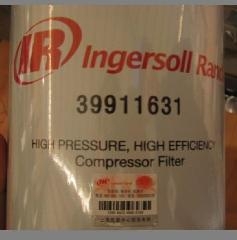 IR Ingersoll Rand
39911631
HIGH PRESSURE, HIGH EFFICIENCY
Compressor Filter